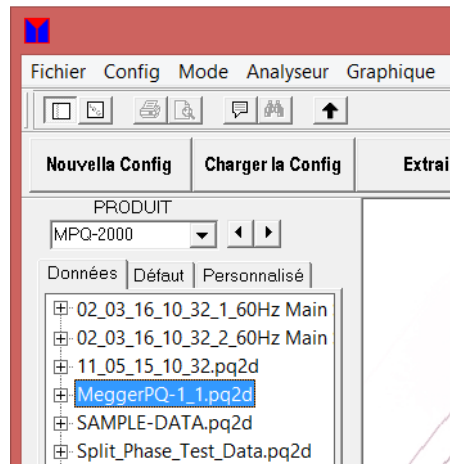 Fichier Config Mode Analyseur Graphique
Nouvella Config Charger la Config Extrai
PRODUIT
MPQ-2000
Données Défaut Personnalisé
02_03_16_10_32_1_60Hz Main
02_03_16_10_32_2_60Hz Main
11_05_15_10_32.pq2d
MeggerPQ-1_1.pq2d
SAMPLE-DATA.pq2d
Split_Phase_Test_Data.pq2d